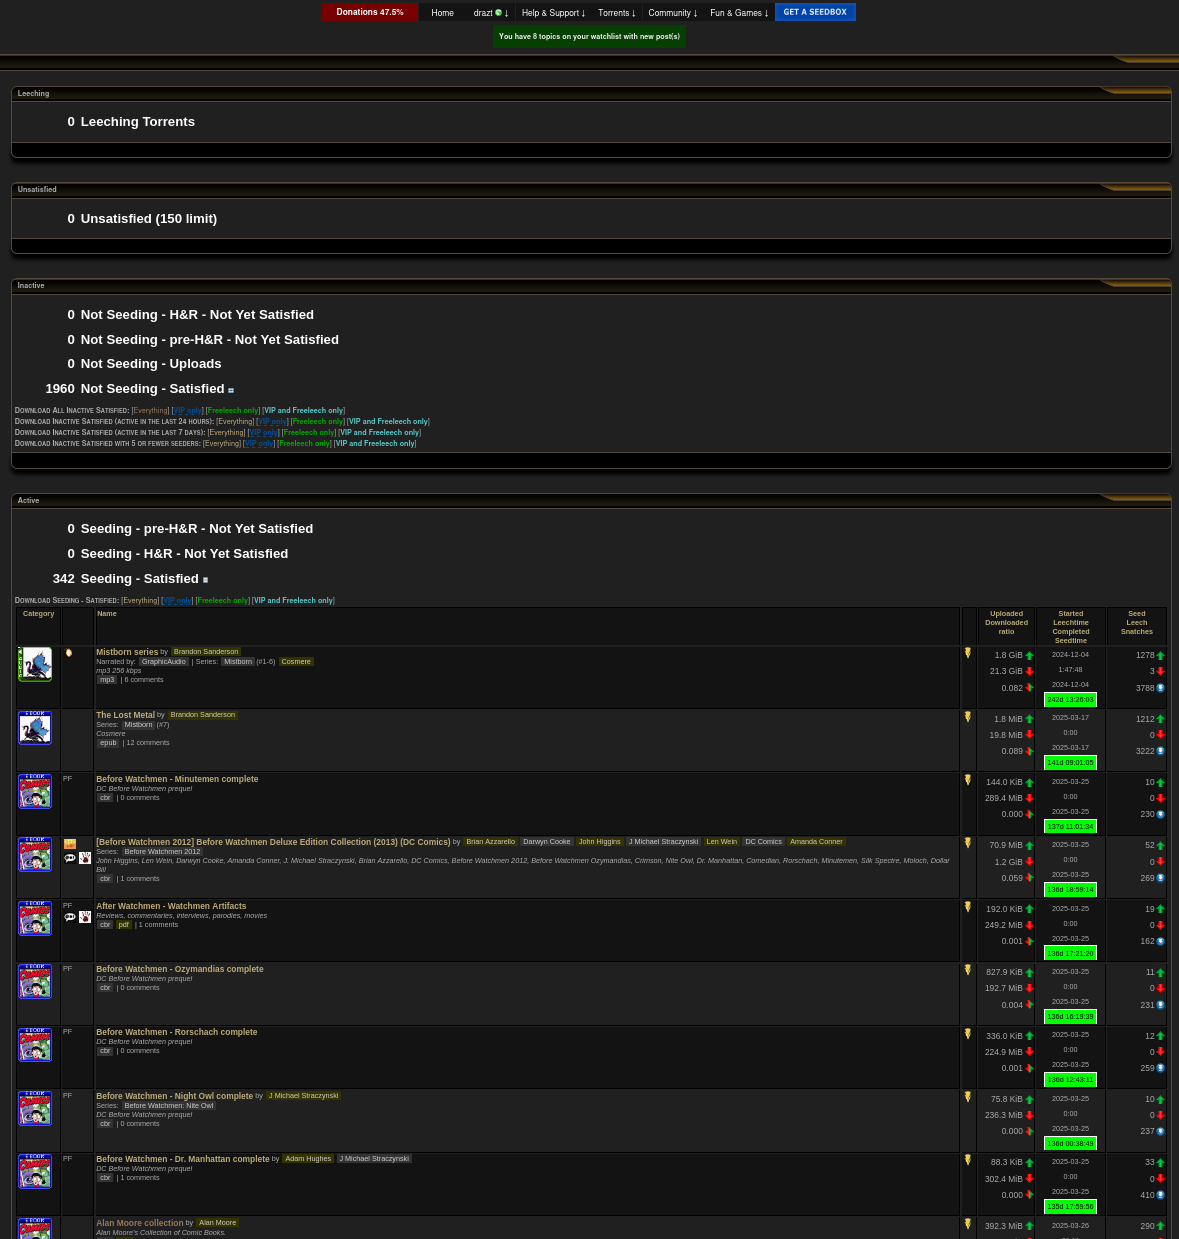 Donations 47.5% Home drazt ↓ Help & Support ↓ Torrents ↓ Community ↓ Fun & Games ↓ GET A SEEDBOX
You have 8 topics on your watchlist with new post(s)
Leeching
0 Leeching Torrents
Unsatisfied
0 Unsatisfied (150 limit)
Inactive
0 Not Seeding - H&R - Not Yet Satisfied
0 Not Seeding - pre-H&R - Not Yet Satisfied
0 Not Seeding - Uploads
1960 Not Seeding - Satisfied
Download All Inactive Satisfied: [Everything] [VIP only] [Freeleech only] [VIP and Freeleech only]
Download Inactive Satisfied (active in the last 24 hours): [Everything] [VIP only] [Freeleech only] [VIP and Freeleech only]
Download Inactive Satisfied (active in the last 7 days): [Everything] [VIP only] [Freeleech only] [VIP and Freeleech only]
Download Inactive Satisfied with 5 or fewer seeders: [Everything] [VIP only] [Freeleech only] [VIP and Freeleech only]
Active
0 Seeding - pre-H&R - Not Yet Satisfied
0 Seeding - H&R - Not Yet Satisfied
342 Seeding - Satisfied
Download Seeding - Satisfied: [Everything] [VIP only] [Freeleech only] [VIP and Freeleech only]
Category Name
Uploaded Downloaded ratio
Started Leechtime Completed Seedtime
Seed Leech Snatches
Mistborn series by Brandon Sanderson
Narrated by: GraphicAudio | Series: Mistborn (#1-6) Cosmere
mp3 256 kbps
mp3 | 6 comments
1.8 GiB 2024-12-04 1278
21.3 GiB 1:47:48 3
0.082 2024-12-04 3788
242d 13:26:03
The Lost Metal by Brandon Sanderson
Series: Mistborn (#7)
Cosmere
epub | 12 comments
1.8 MiB 2025-03-17 1212
19.8 MiB 0:00 0
0.089 2025-03-17 3222
141d 09:01:05
PF Before Watchmen - Minutemen complete
DC Before Watchmen prequel
cbr | 0 comments
144.0 KiB 2025-03-25 10
289.4 MiB 0:00 0
0.000 2025-03-25 230
137d 11:01:34
[Before Watchmen 2012] Before Watchmen Deluxe Edition Collection (2013) (DC Comics) by Brian Azzarello Darwyn Cooke John Higgins J Michael Straczynski Len Wein DC Comics Amanda Conner
Series: Before Watchmen 2012
John Higgins, Len Wein, Darwyn Cooke, Amanda Conner, J. Michael Straczynski, Brian Azzarello, DC Comics, Before Watchmen 2012, Before Watchmen Ozymandias, Crimson, Nite Owl, Dr. Manhattan, Comedian, Rorschach, Minutemen, Silk Spectre, Moloch, Dollar
Bill
cbr | 1 comments
70.9 MiB 2025-03-25 52
1.2 GiB 0:00 0
0.059 2025-03-25 269
136d 18:59:14
PF After Watchmen - Watchmen Artifacts
Reviews, commentaries, interviews, parodies, movies
cbr pdf | 1 comments
192.0 KiB 2025-03-25 19
249.2 MiB 0:00 0
0.001 2025-03-25 162
136d 17:21:20
PF Before Watchmen - Ozymandias complete
DC Before Watchmen prequel
cbr | 0 comments
827.9 KiB 2025-03-25 11
192.7 MiB 0:00 0
0.004 2025-03-25 231
136d 16:19:39
PF Before Watchmen - Rorschach complete
DC Before Watchmen prequel
cbr | 0 comments
336.0 KiB 2025-03-25 12
224.9 MiB 0:00 0
0.001 2025-03-25 259
136d 12:43:11
PF Before Watchmen - Night Owl complete by J Michael Straczynski
Series: Before Watchmen: Nite Owl
DC Before Watchmen prequel
cbr | 0 comments
75.8 KiB 2025-03-25 10
236.3 MiB 0:00 0
0.000 2025-03-25 237
136d 00:38:49
PF Before Watchmen - Dr. Manhattan complete by Adam Hughes J Michael Straczynski
DC Before Watchmen prequel
cbr | 1 comments
88.3 KiB 2025-03-25 33
302.4 MiB 0:00 0
0.000 2025-03-25 410
135d 17:59:56
Alan Moore collection by Alan Moore
Alan Moore's Collection of Comic Books.
392.3 MiB 2025-03-26 290